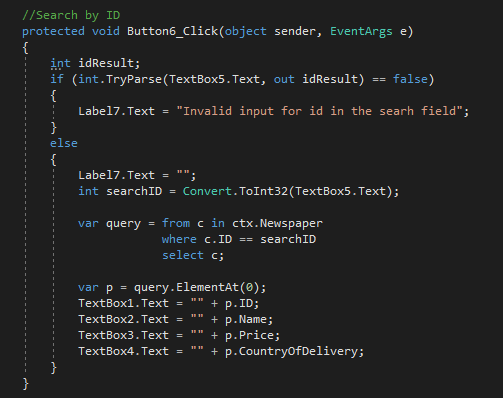 //Search by ID
protected void Button6_Click(object sender, EventArgs e)
{
int idResult;
if (int.TryParse(TextBox5.Text, out idResult) == false)
{
Label7.Text = "Invalid input for id in the searh field";
}
else
{
Label7.Text = "";
int searchID = Convert.ToInt32(TextBox5.Text);
var query = from c in ctx.Newspaper
where c.ID == searchID
select c;
var p = query.ElementAt(0);
TextBox1.Text = "" + p.ID;
TextBox2.Text = "" + p.Name;
TextBox3.Text = "" + p.Price;
TextBox4.Text = "" + p.CountryOfDelivery;
}
}